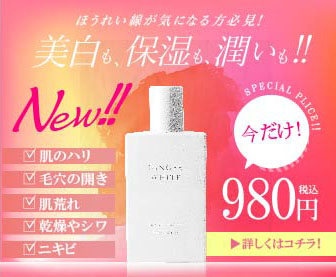 ほうれい線が気になる方必見!
美白も、保湿も、潤いも!!
New!!
SPECIAL PLICE!!
今だけ!
肌のハリ
毛穴の開き
肌荒れ
乾燥やシワ
ニキビ
WHITE
980円
税込
▶詳しくはコチラ!